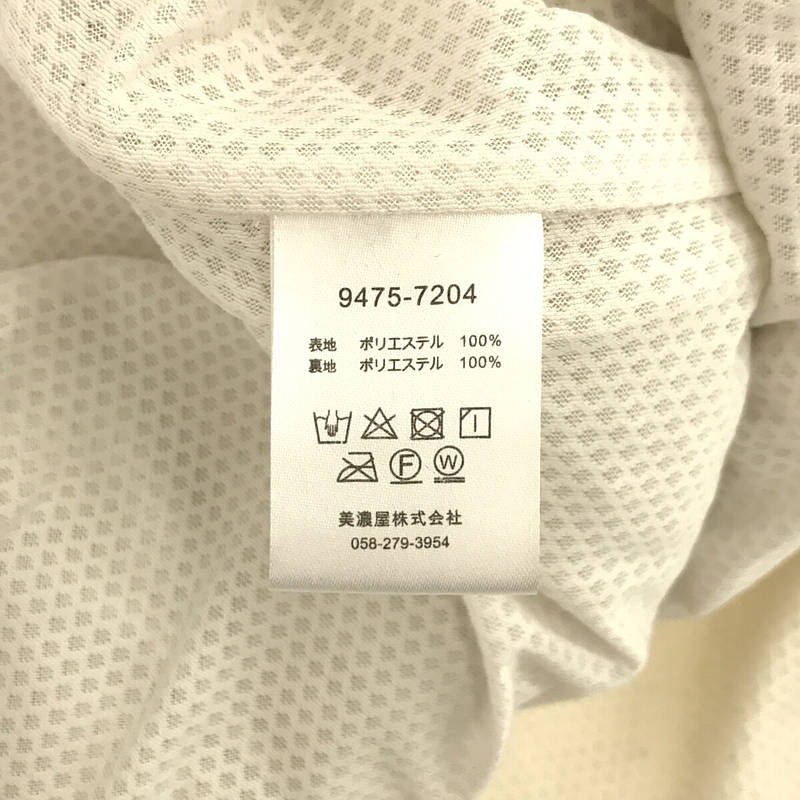 9475-7204
表地 ポリエステル 100%
裏地 ポリエステル 100%
F W
美濃屋株式会社
058-279-3954